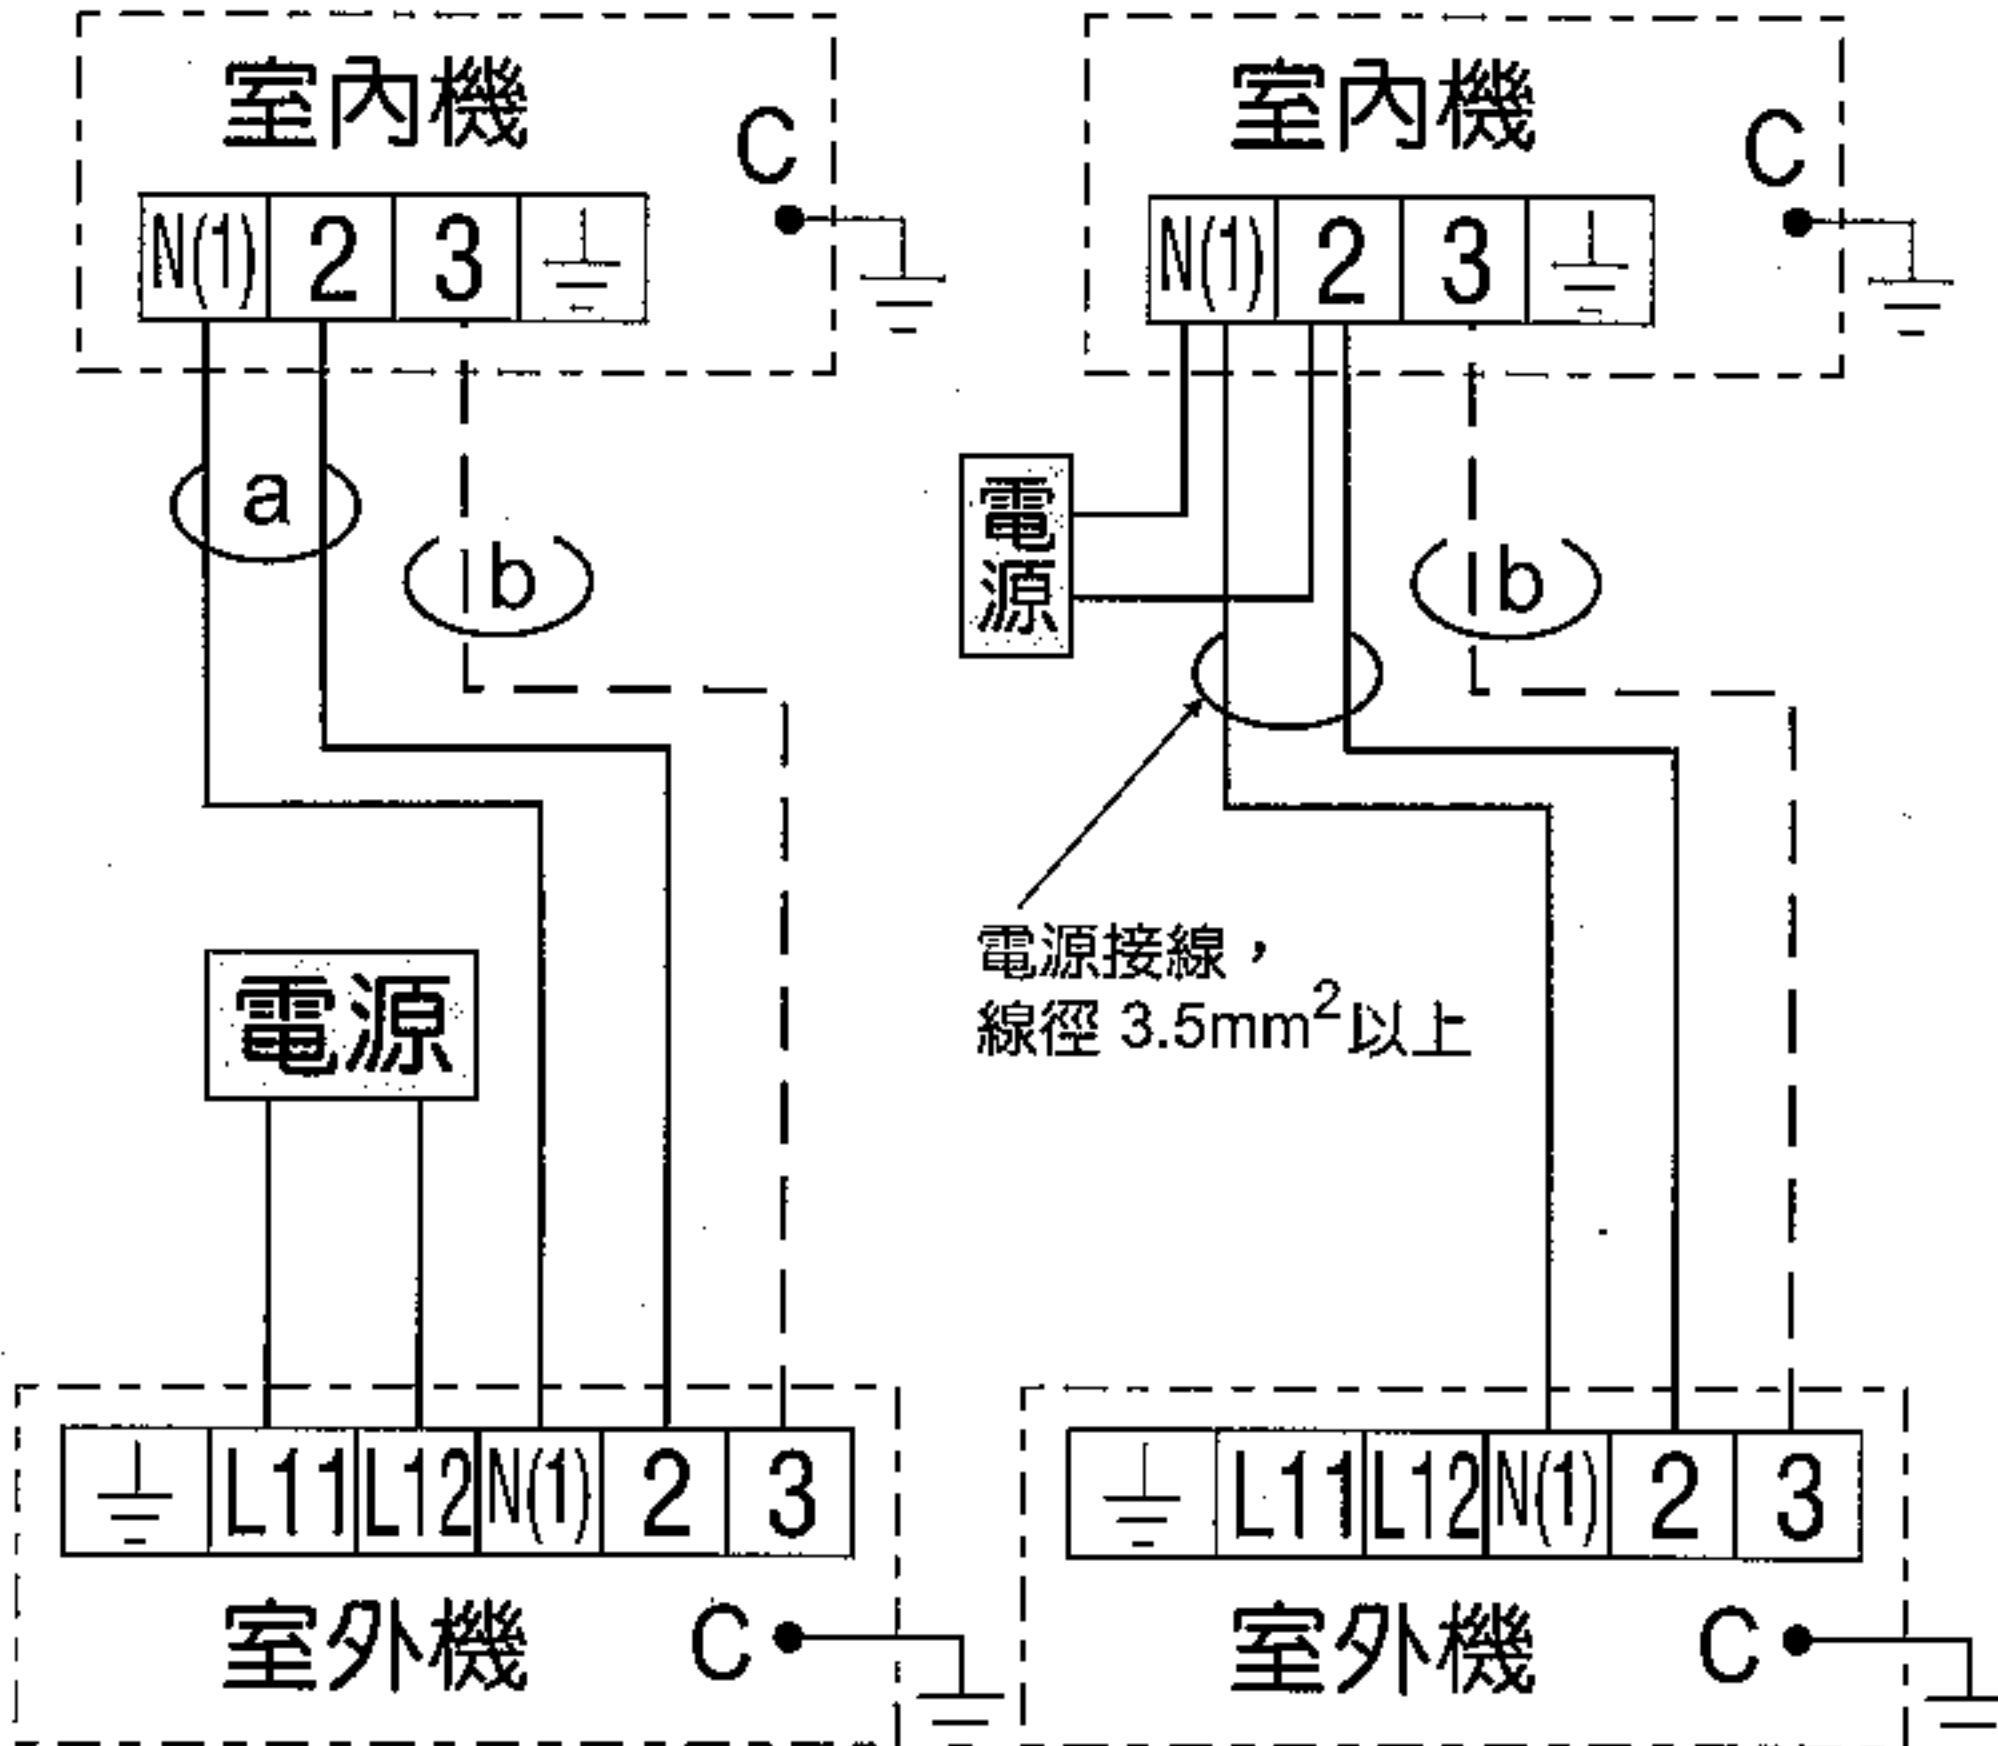 室內機
C
N(1) 2 3
a
b
電源
L11 L12 N(1) 2 3
室外機 C
室內機
C
N(1) 2 3
電源
b
電源接線，
線徑 3.5mm²以上
L11 L12 N(1) 2 3
室外機 C